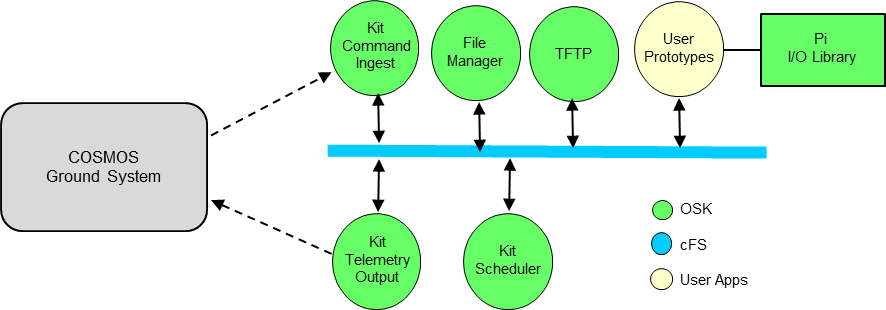 Kit
Command
Ingest
File
Manager
TFTP
User
Prototypes
Pi
I/O Library
COSMOS
Ground System
Kit
Telemetry
Output
Kit
Scheduler
OSK
cFS
User Apps